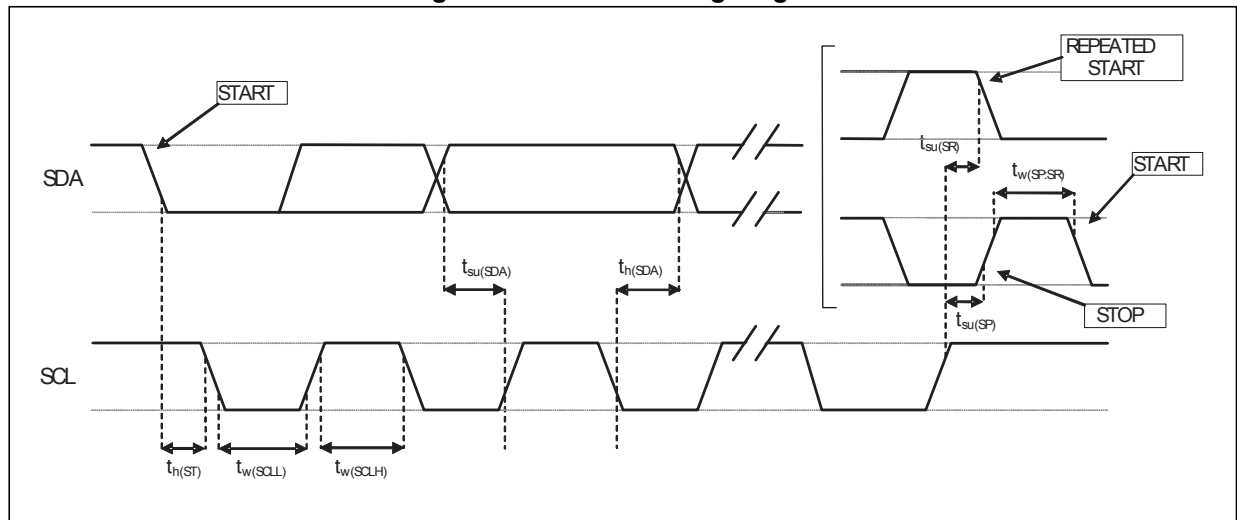 REPEATED
START
START
SDA
tsu(SR)
tw(SP:SR)
START
tsu(SDA)
th(SDA)
tsu(SP)
STOP
SCL
th(ST)
tw(SCLL)
tw(SCLH)